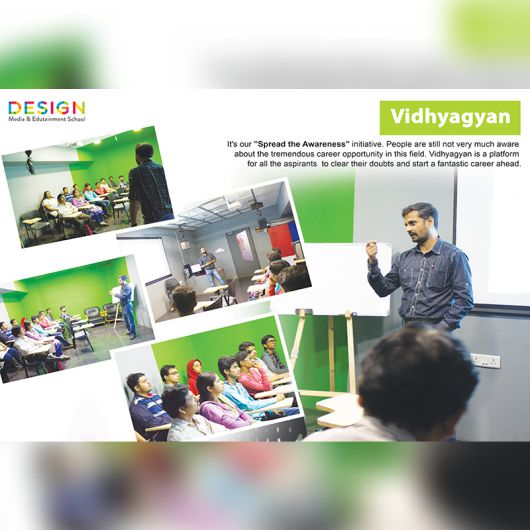 DESIGN
Media & Edutainment School
Vidhyagyan
It's our "Spread the Awareness" initiative. People are still not very much aware
about the tremendous career opportunity in this field. Vidhyagyan is a platform
for all the aspirants to clear their doubts and start a fantastic career ahead.